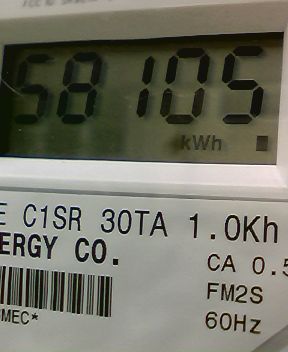 58105
kWh
E C1SR 30TA 1.0Kh
ERGY CO.
CA 0.5
FM2S
MEC*
60Hz